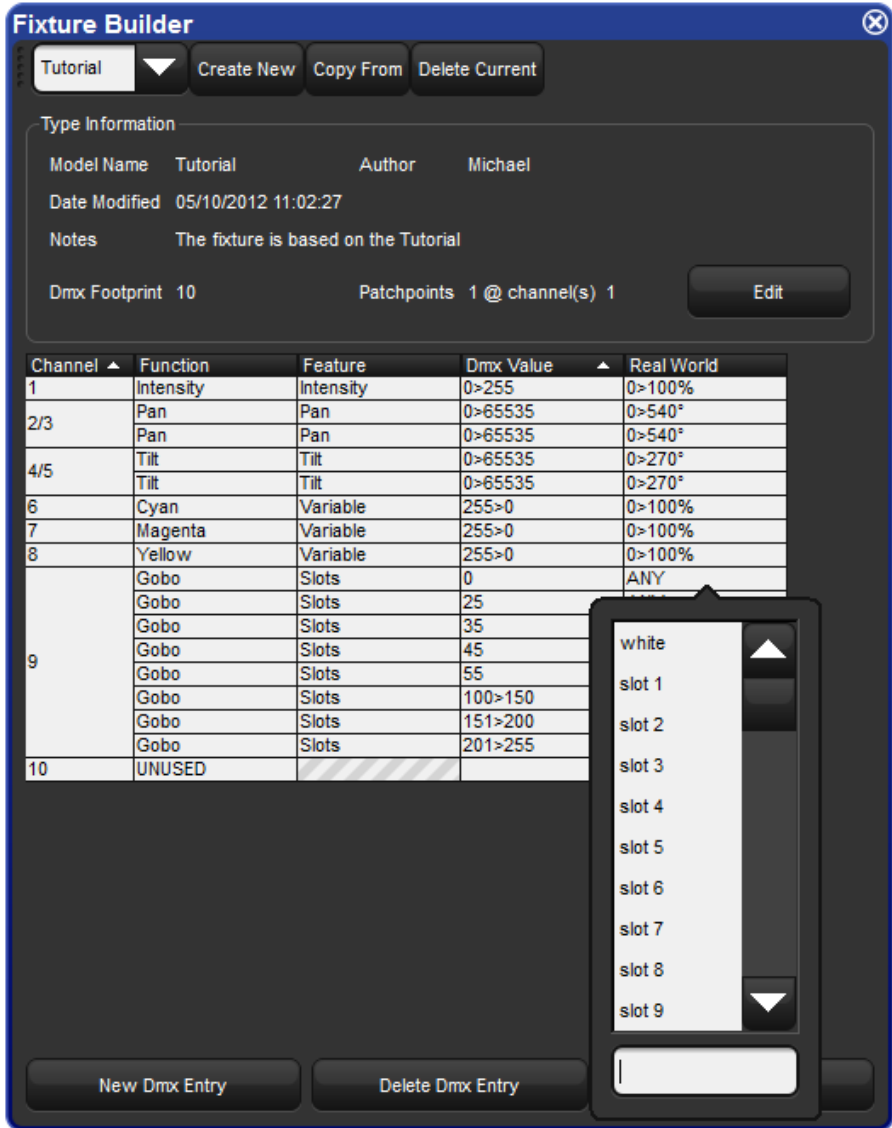 Fixture Builder
Tutorial Create New Copy From Delete Current
Type Information
Model Name Tutorial Author Michael
Date Modified 05/10/2012 11:02:27
Notes The fixture is based on the Tutorial
Dmx Footprint 10 Patchpoints 1 @ channel(s) 1 Edit
Channel Function Feature Dmx Value Real World
1 Intensity Intensity 0>255 0>100%
2/3 Pan Pan 0>65535 0>540°
Pan Pan 0>65535 0>540°
4/5 Tilt Tilt 0>65535 0>270°
Tilt Tilt 0>65535 0>270°
6 Cyan Variable 255>0 0>100%
7 Magenta Variable 255>0 0>100%
8 Yellow Variable 255>0 0>100%
9 Gobo Slots 0 ANY
Gobo Slots 25
Gobo Slots 35
Gobo Slots 45
Gobo Slots 55
Gobo Slots 100>150
Gobo Slots 151>200
Gobo Slots 201>255
10 UNUSED
white
slot 1
slot 2
slot 3
slot 4
slot 5
slot 6
slot 7
slot 8
slot 9
New Dmx Entry Delete Dmx Entry